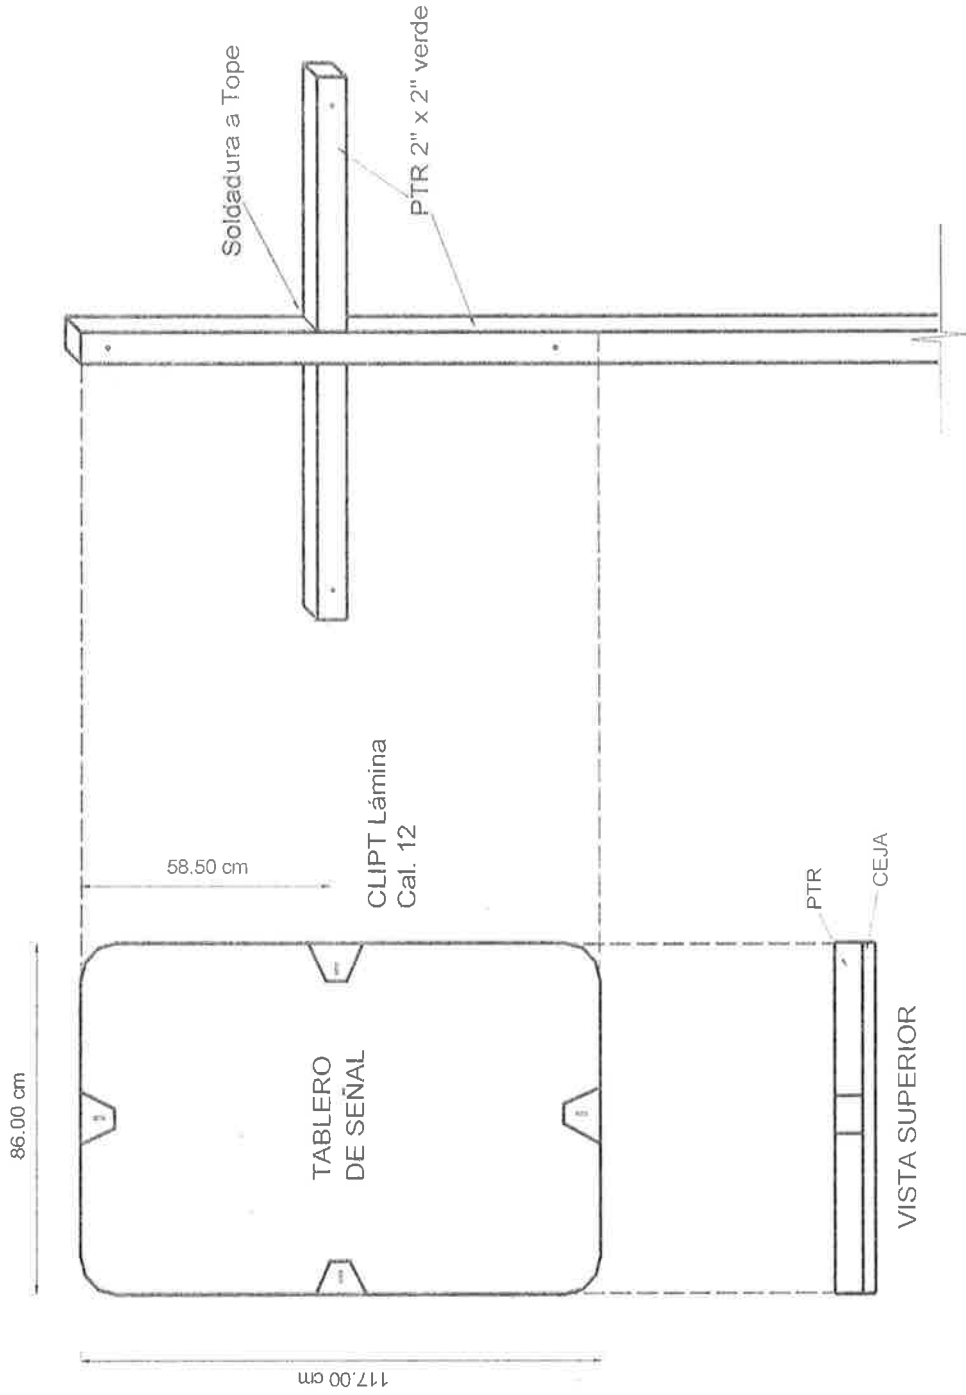 Soldadura a Tope
PTR 2" x 2" verde
58.50 cm
CLIPT Lámina
Cal. 12
86.00 cm
TABLERO
DE SEÑAL
117.00 cm
PTR
CEJA
VISTA SUPERIOR